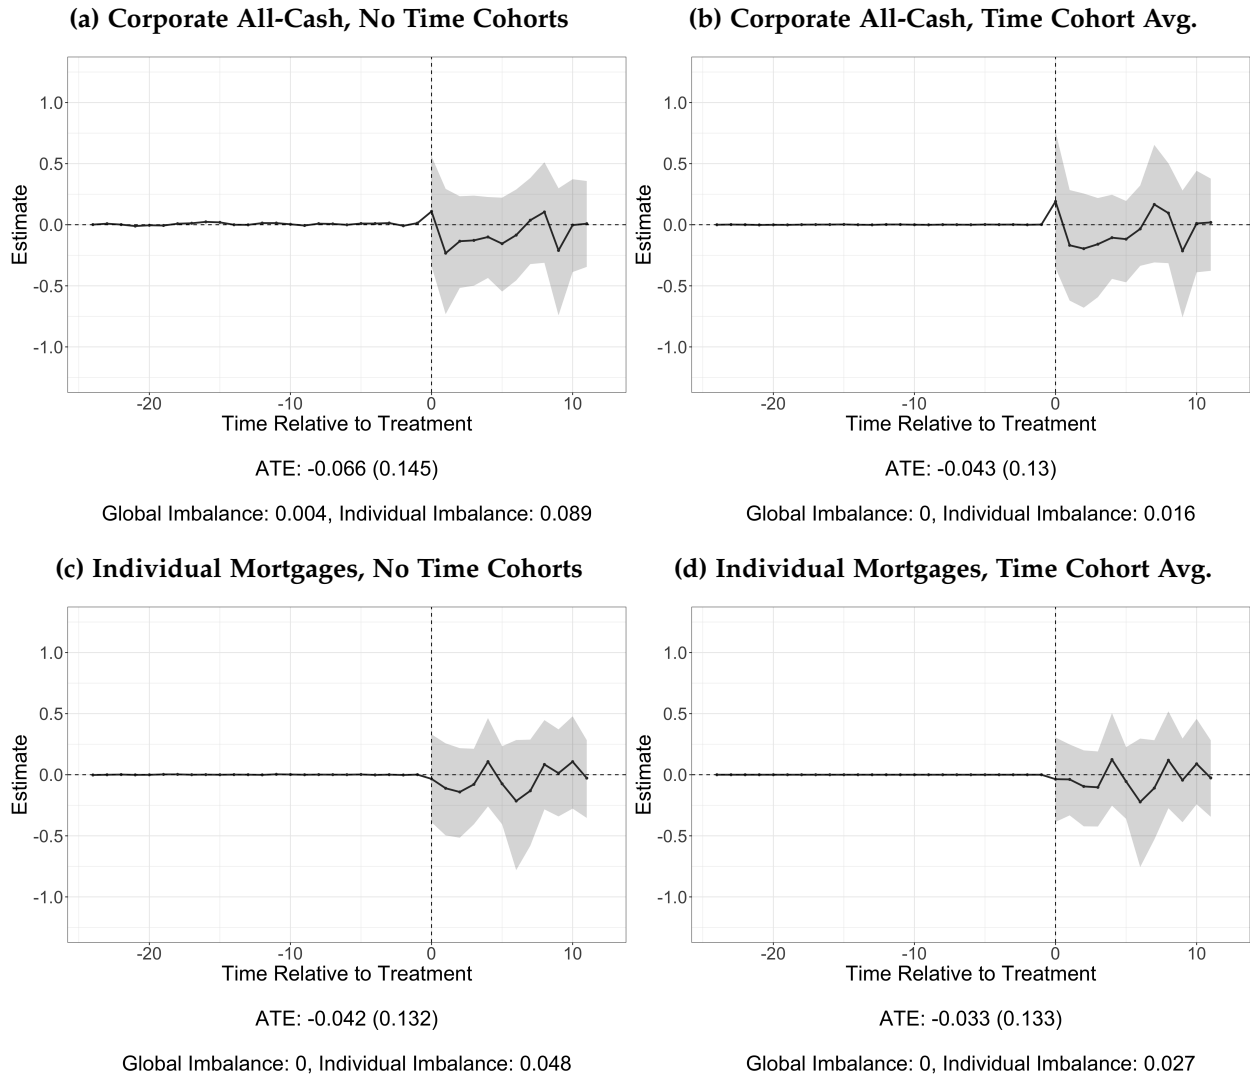 (a) Corporate All-Cash, No Time Cohorts
1.0
0.5
0.0
-0.5
-1.0
Estimate
-20 -10 0 10
Time Relative to Treatment
ATE: -0.066 (0.145)
Global Imbalance: 0.004, Individual Imbalance: 0.089
(b) Corporate All-Cash, Time Cohort Avg.
1.0
0.5
0.0
-0.5
-1.0
Estimate
-20 -10 0 10
Time Relative to Treatment
ATE: -0.043 (0.13)
Global Imbalance: 0, Individual Imbalance: 0.016
(c) Individual Mortgages, No Time Cohorts
1.0
0.5
0.0
-0.5
-1.0
Estimate
-20 -10 0 10
Time Relative to Treatment
ATE: -0.042 (0.132)
Global Imbalance: 0, Individual Imbalance: 0.048
(d) Individual Mortgages, Time Cohort Avg.
1.0
0.5
0.0
-0.5
-1.0
Estimate
-20 -10 0 10
Time Relative to Treatment
ATE: -0.033 (0.133)
Global Imbalance: 0, Individual Imbalance: 0.027